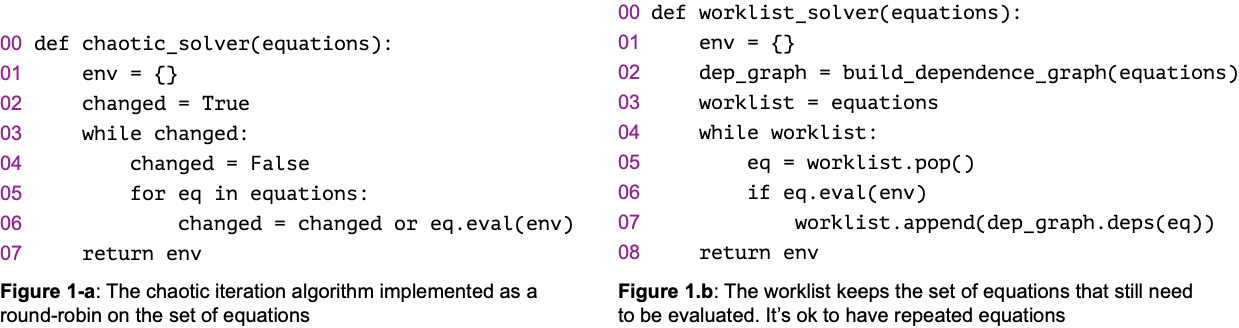 00 def chaotic_solver(equations):
01     env = {}
02     changed = True
03     while changed:
04         changed = False
05         for eq in equations:
06             changed = changed or eq.eval(env)
07     return env
Figure 1-a: The chaotic iteration algorithm implemented as a
round-robin on the set of equations
00 def worklist_solver(equations):
01     env = {}
02     dep_graph = build_dependence_graph(equations)
03     worklist = equations
04     while worklist:
05         eq = worklist.pop()
06         if eq.eval(env)
07             worklist.append(dep_graph.deps(eq))
08     return env
Figure 1.b: The worklist keeps the set of equations that still need
to be evaluated. It's ok to have repeated equations